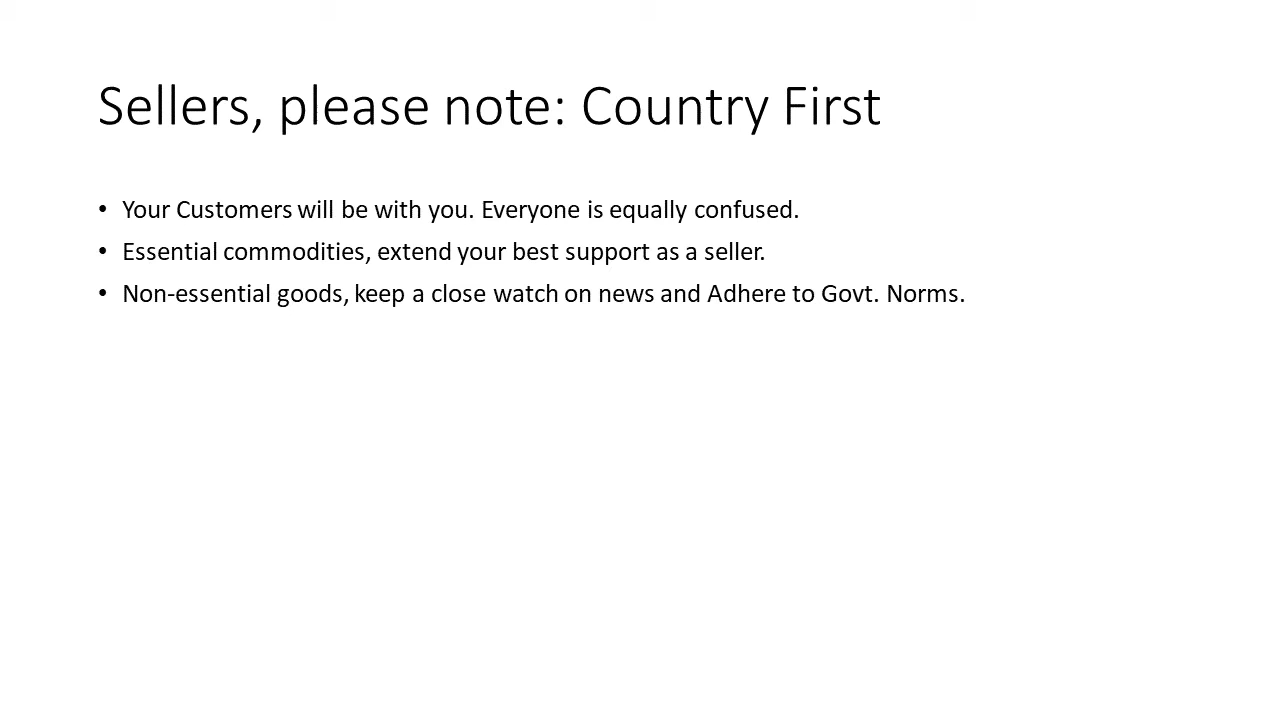 Sellers, please note: Country First
• Your Customers will be with you. Everyone is equally confused.
• Essential commodities, extend your best support as a seller.
• Non-essential goods, keep a close watch on news and Adhere to Govt. Norms.